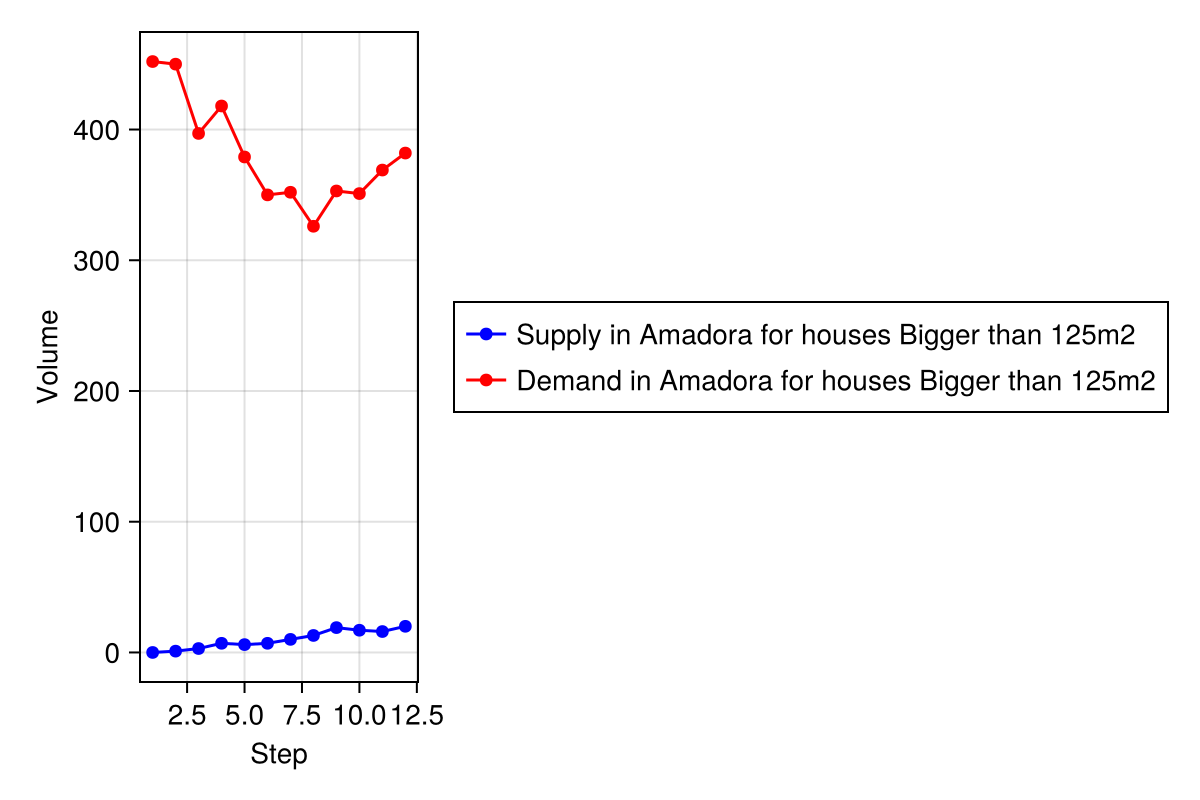 400
300
200
100
0
Volume
2.5 5.0 7.5 10.0 12.5
Step
Supply in Amadora for houses Bigger than 125m2
Demand in Amadora for houses Bigger than 125m2